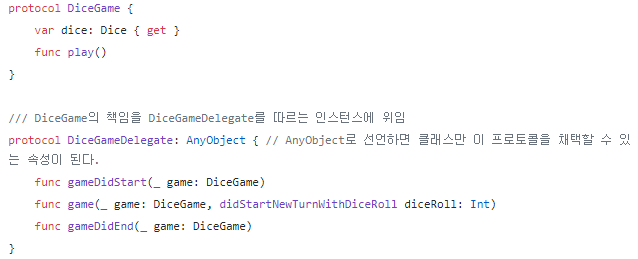 protocol DiceGame {
    var dice: Dice { get }
    func play()
}

/// DiceGame의 책임을 DiceGameDelegate를 따르는 인스턴스에 위임
protocol DiceGameDelegate: AnyObject { // AnyObject로 선언하면 클래스만 이 프로토콜을 채택할 수 있
는 속성이 된다.
    func gameDidStart(_ game: DiceGame)
    func game(_ game: DiceGame, didStartNewTurnWithDiceRoll diceRoll: Int)
    func gameDidEnd(_ game: DiceGame)
}